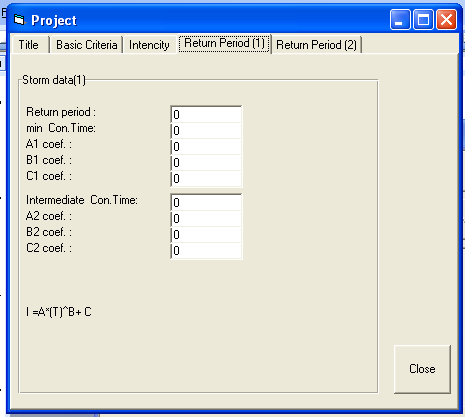 Project
Title Basic Criteria Intencity Return Period (1) Return Period (2)
Storm data(1)
Return period : 0
min Con.Time: 0
A1 coef. : 0
B1 coef. : 0
C1 coef. : 0
Intermediate Con.Time: 0
A2 coef. : 0
B2 coef. : 0
C2 coef. : 0
I =A*(T)^B+ C
Close